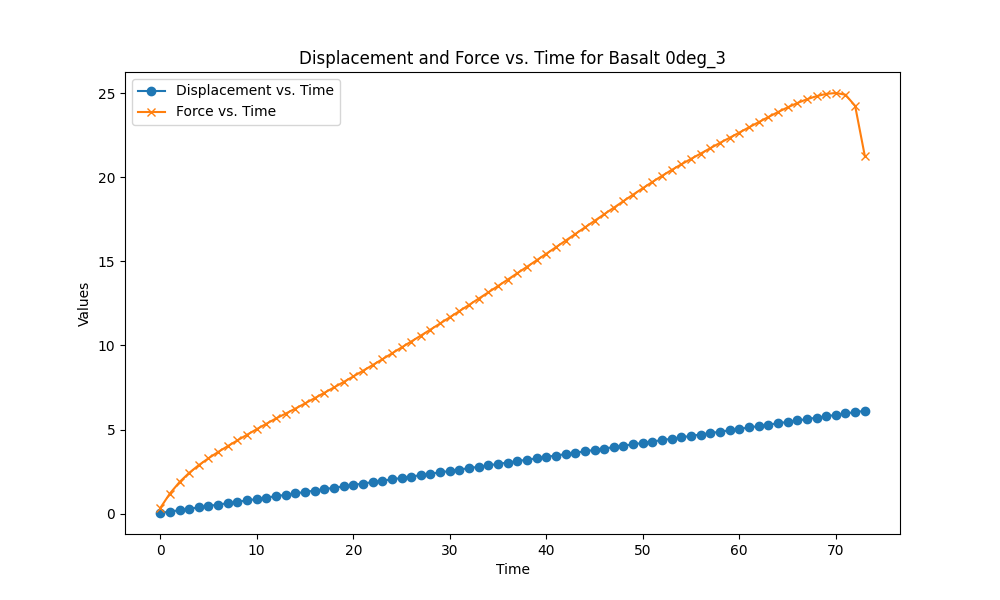 Displacement and Force vs. Time for Basalt 0deg_3
Displacement vs. Time
Force vs. Time
25
20
15
10
5
0
Values
0 10 20 30 40 50 60 70
Time